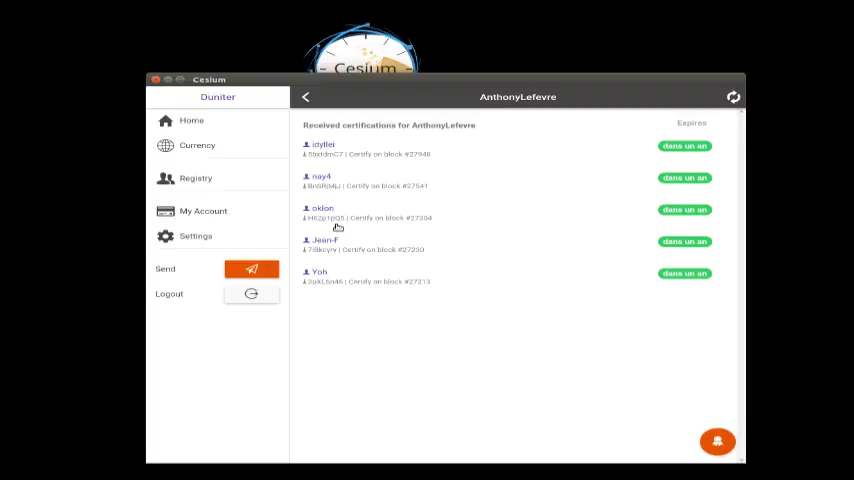 Cesium
Cesium
Duniter
AnthonyLefevre
Home
Currency
Registry
My Account
Settings
Send
Logout
Received certifications for AnthonyLefevre
Expires
idyllei
| Certify on block #27948
dans un an
nay4
| Certify on block #27541
dans un an
oklon
| Certify on block #27304
dans un an
Jean-F
| Certify on block #27230
dans un an
Yoh
| Certify on block #27213
dans un an